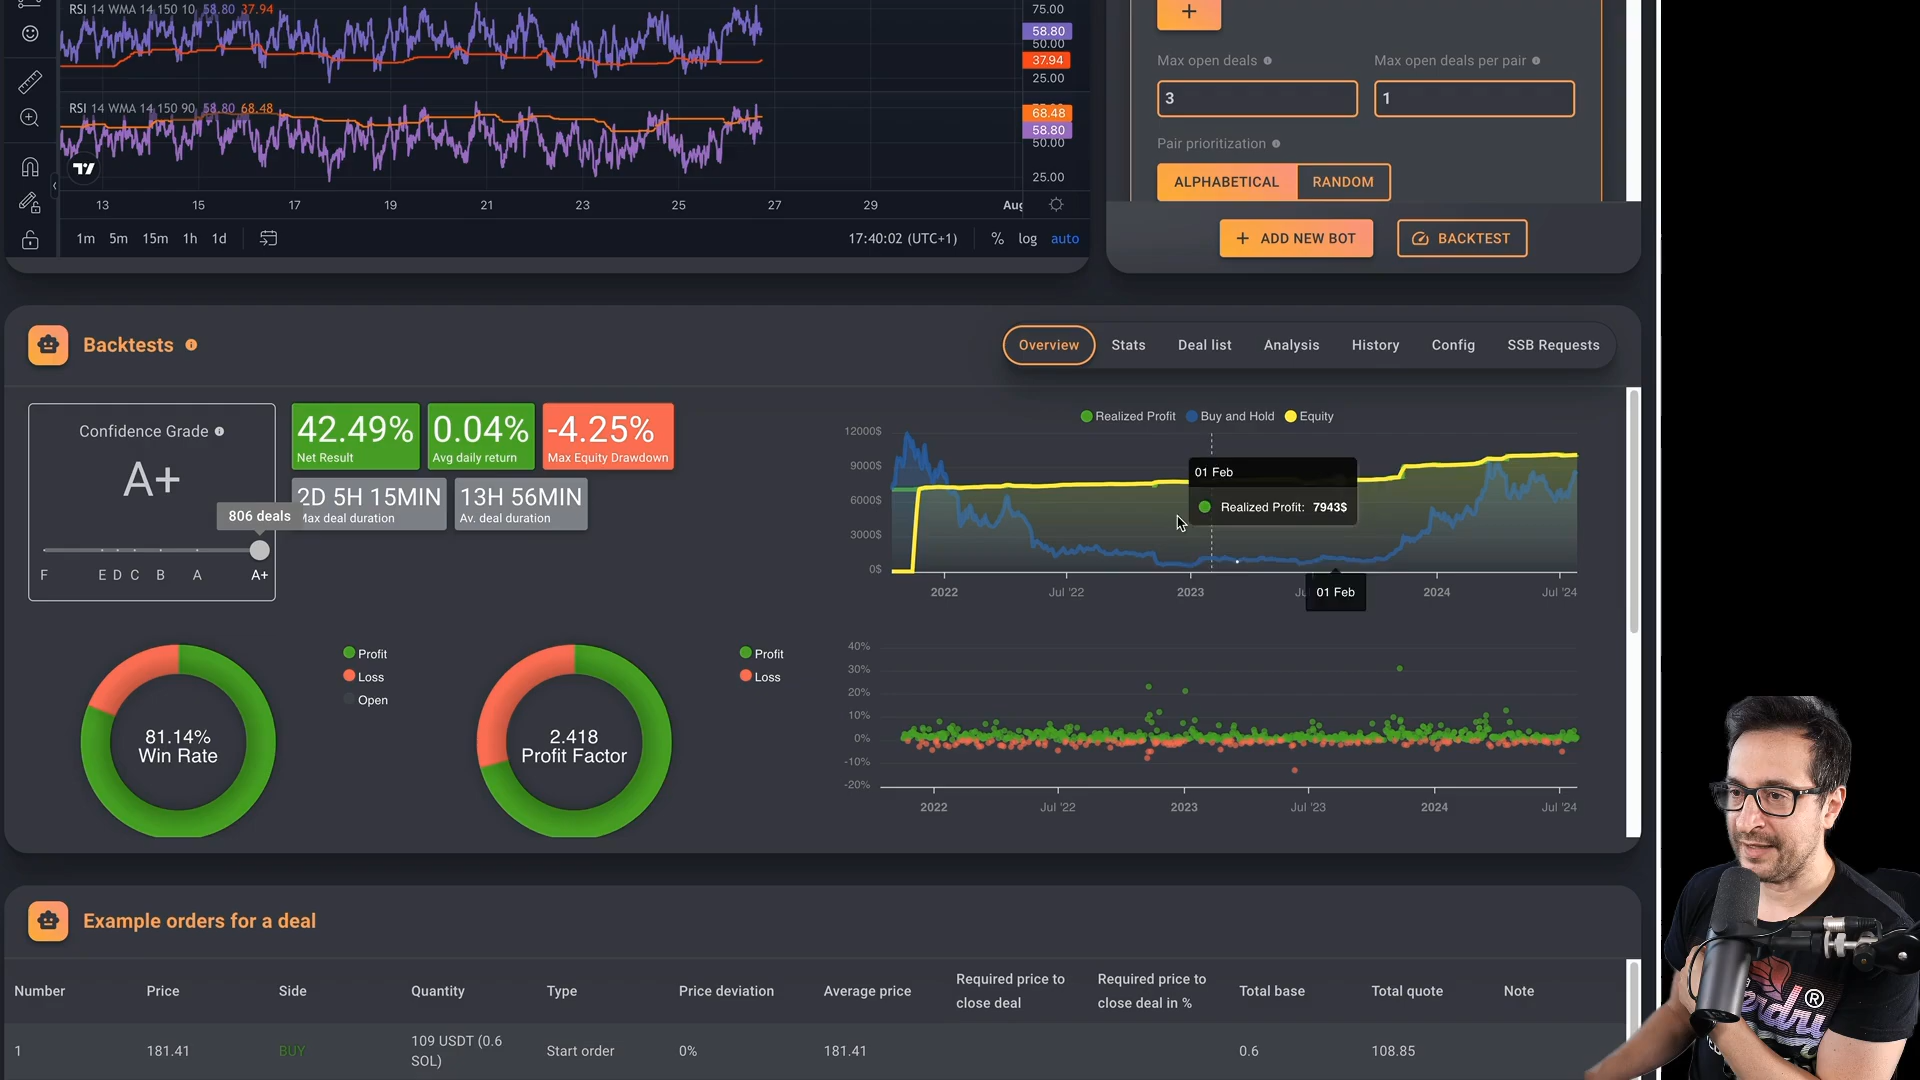 RSI 14 WMA 14 150 10 58.80 37.94
75.00
58.80
50.00
37.94
25.00
RSI 14 WMA 14 150 90 58.80 68.48
68.48
58.80
50.00
25.00
13 15 17 19 21 23 25 27 29 Aug
1m 5m 15m 1h 1d
17:40:02 (UTC+1) % log auto
+
Max open deals
Max open deals per pair
3
1
Pair prioritization
ALPHABETICAL RANDOM
+ ADD NEW BOT
BACKTEST
Backtests
Overview Stats Deal list Analysis History Config SSB Requests
Confidence Grade
A+
806 deals
F E D C B A A+
42.49%
Net Result
0.04%
Avg daily return
-4.25%
Max Equity Drawdown
2D 5H 15MIN
Max deal duration
13H 56MIN
Av. deal duration
Realized Profit Buy and Hold Equity
12000$
9000$
6000$
3000$
0$
01 Feb
Realized Profit: 7943$
2022 Jul '22 2023 Ju 01 Feb 2024 Jul '24
81.14%
Win Rate
Profit
Loss
Open
2.418
Profit Factor
Profit
Loss
40%
30%
20%
10%
0%
-10%
-20%
2022 Jul '22 2023 Jul '23 2024 Jul '24
Example orders for a deal
Number Price Side Quantity Type Price deviation Average price
Required price to
close deal
Required price to
close deal in %
Total base Total quote Note
1 181.41 BUY
109 USDT (0.6
SOL)
Start order 0% 181.41 0.6 108.85